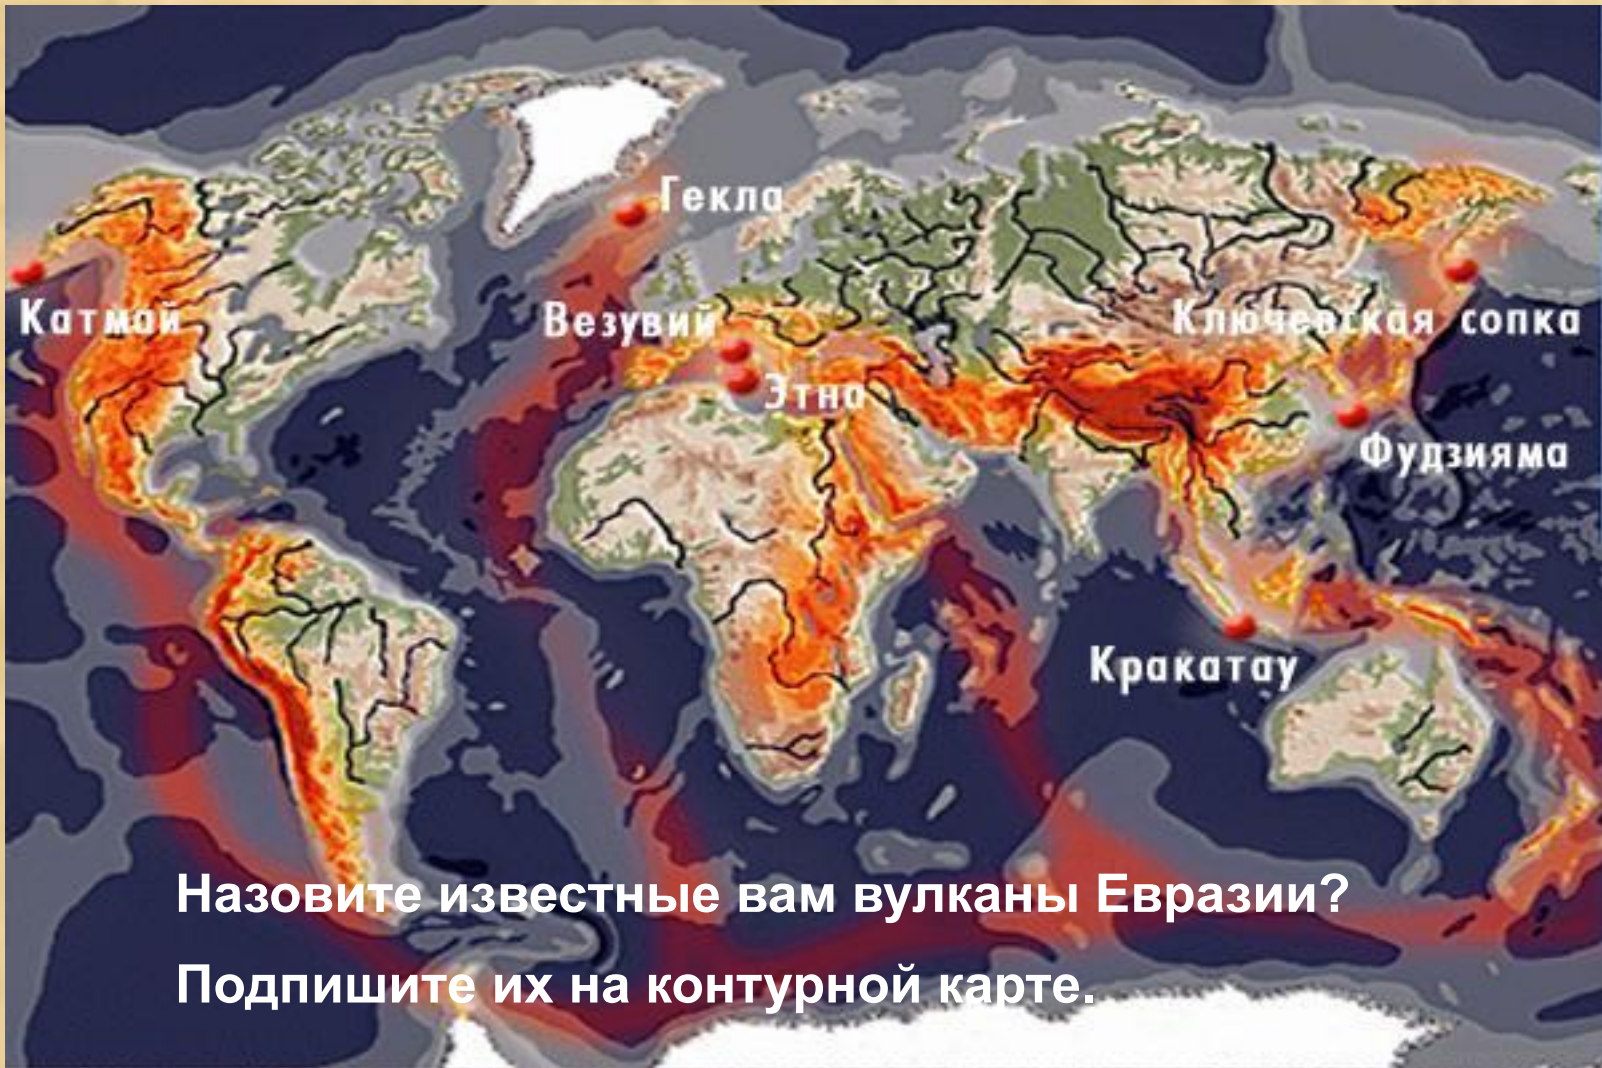 Гекла
Катмай
Везувий
Ключевская сопка
Этна
Фудзияма
Кракатау
Назовите известные вам вулканы Евразии?
Подпишите их на контурной карте.